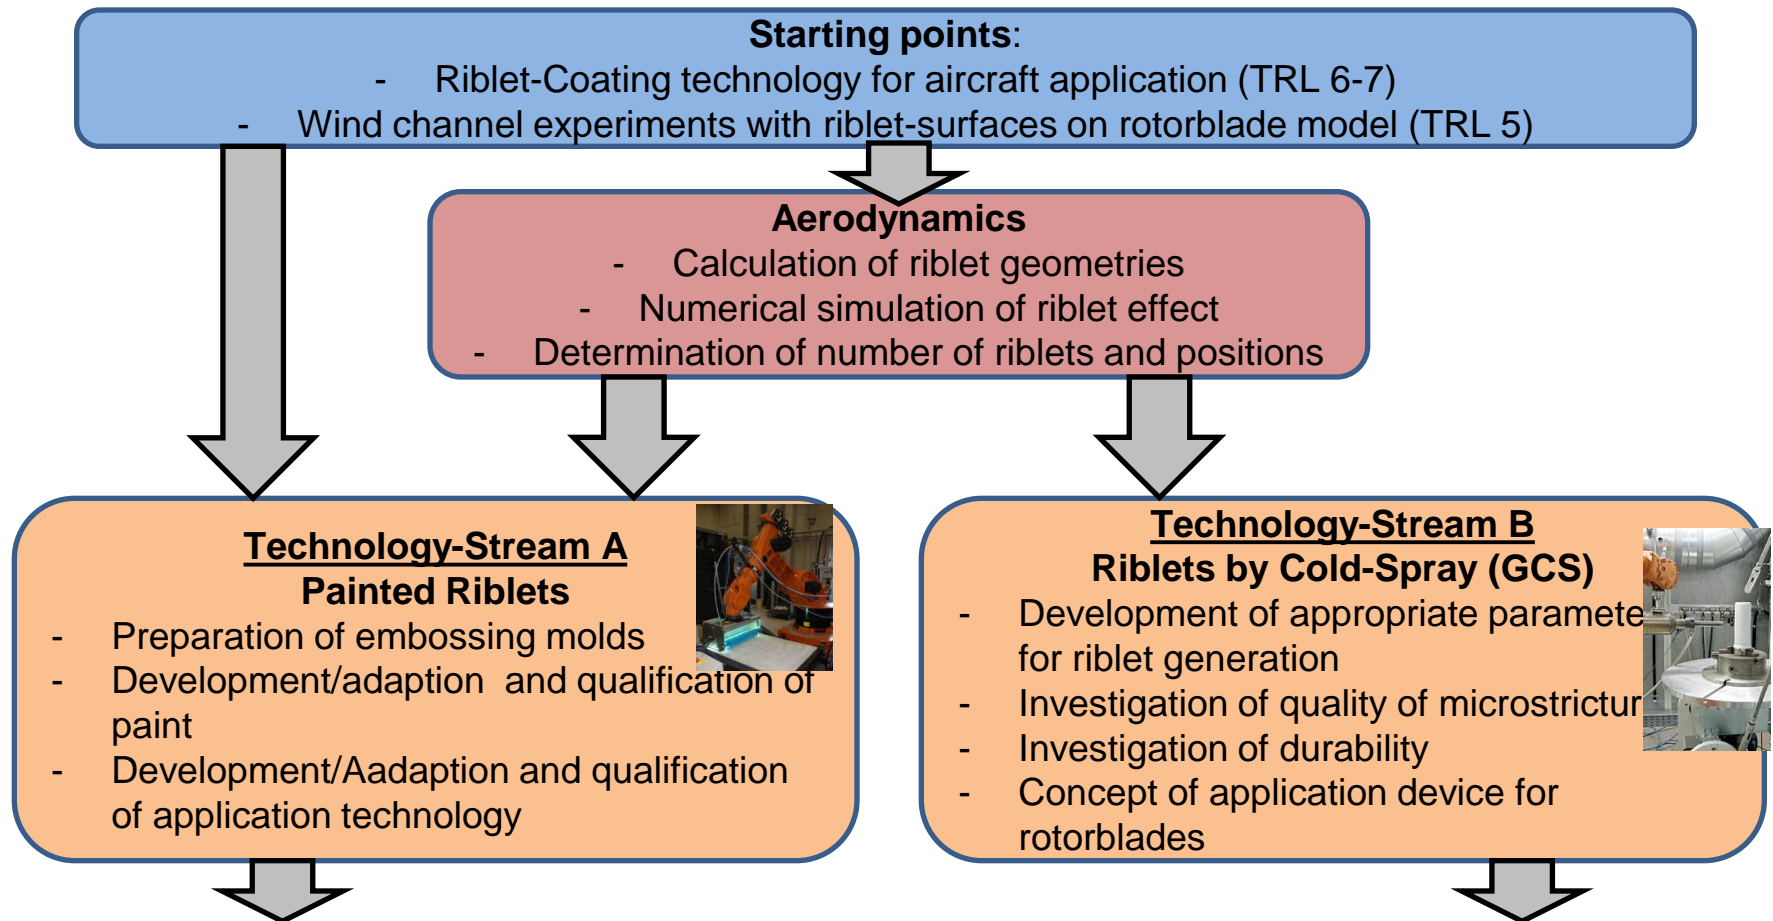 Starting points:
- Riblet-Coating technology for aircraft application (TRL 6-7)
- Wind channel experiments with riblet-surfaces on rotorblade model (TRL 5)
Aerodynamics
- Calculation of riblet geometries
- Numerical simulation of riblet effect
- Determination of number of riblets and positions
Technology-Stream A
Painted Riblets
- Preparation of embossing molds
- Development/adaption and qualification of
paint
- Development/Aadaption and qualification
of application technology
Technology-Stream B
Riblets by Cold-Spray (GCS)
- Development of appropriate paramete
for riblet generation
- Investigation of quality of microstrictur
- Investigation of durability
- Concept of application device for
rotorblades